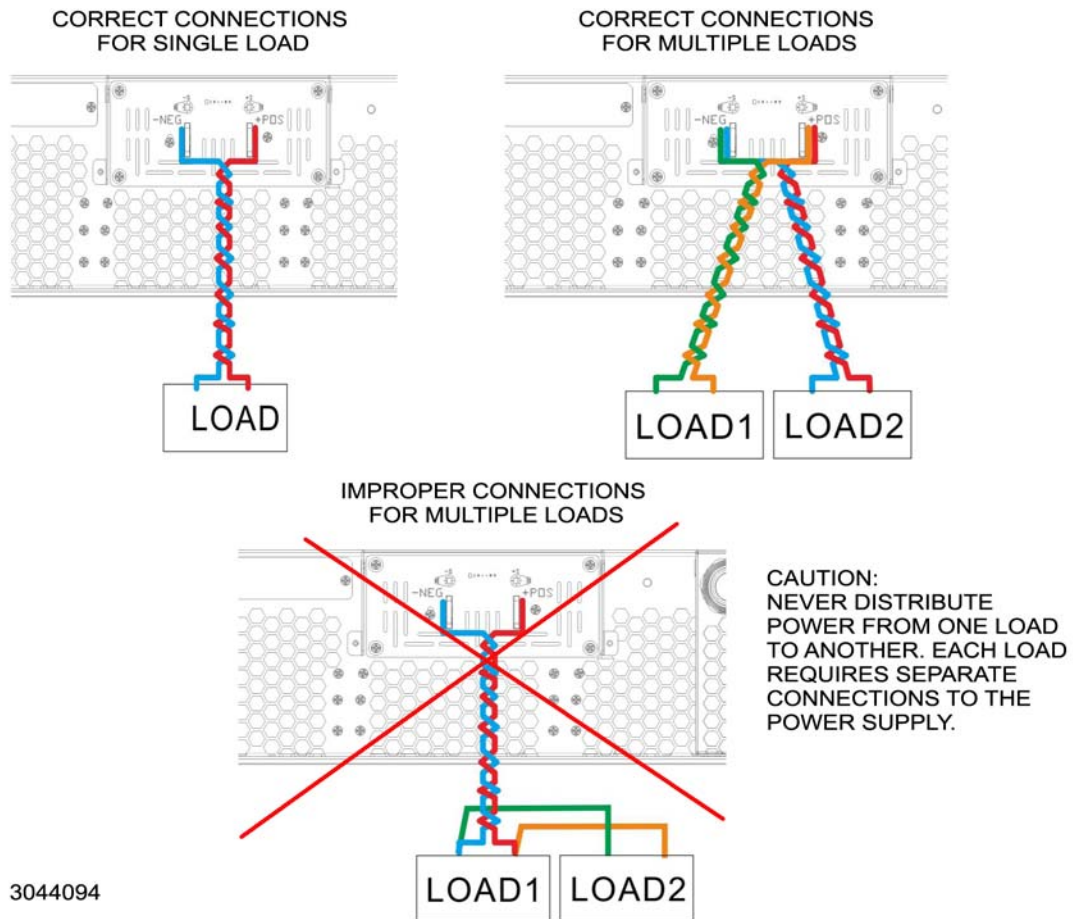 CORRECT CONNECTIONS
FOR SINGLE LOAD
-NEG
+POS
LOAD
CORRECT CONNECTIONS
FOR MULTIPLE LOADS
-NEG
+POS
LOAD1
LOAD2
IMPROPER CONNECTIONS
FOR MULTIPLE LOADS
-NEG
+POS
LOAD1
LOAD2
CAUTION:
NEVER DISTRIBUTE
POWER FROM ONE LOAD
TO ANOTHER. EACH LOAD
REQUIRES SEPARATE
CONNECTIONS TO THE
POWER SUPPLY.
3044094